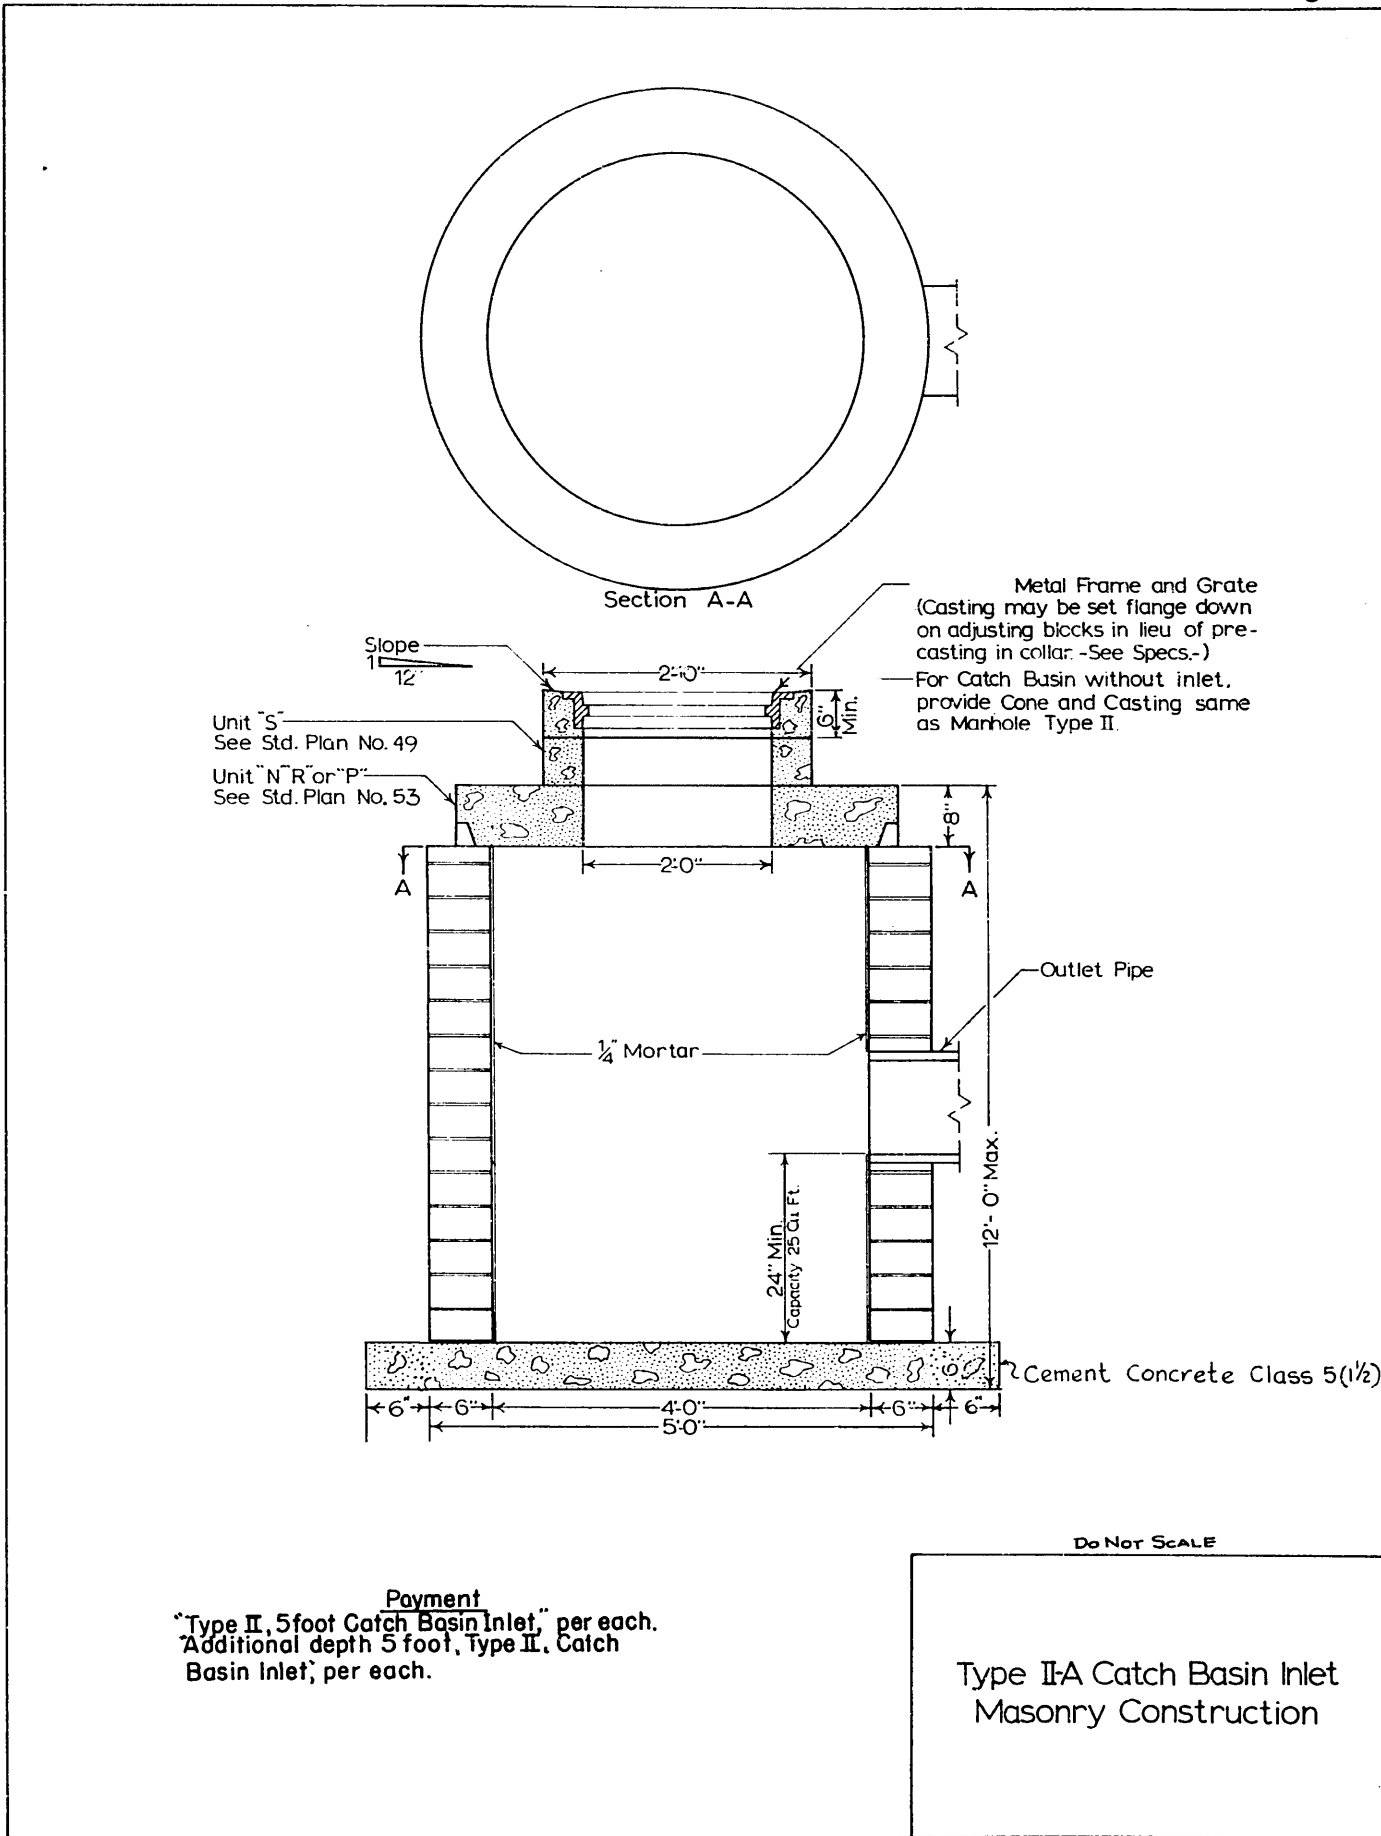 Section A-A
Metal Frame and Grate
(Casting may be set flange down
on adjusting blocks in lieu of pre-
casting in collar.-See Specs.-)
For Catch Basin without inlet,
provide Cone and Casting same
as Manhole Type II.
Slope
1
12"
2'-0"
6"
Min.
Unit "S"
See Std. Plan No. 49
Unit "N" "R" or "P"
See Std. Plan No. 53
8"
2'0"
A
A
Outlet Pipe
1/4" Mortar
24" Min.
Capacity 25 Cu Ft.
12'-0" Max.
6"
Cement Concrete Class 5(1½)
6"
6"
4'-0"
6"
6"
5'-0"
Do Not Scale
Payment
"Type II, 5 foot Catch Basin Inlet," per each.
"Additional depth 5 foot, Type II, Catch
Basin Inlet," per each.
Type II-A Catch Basin Inlet
Masonry Construction